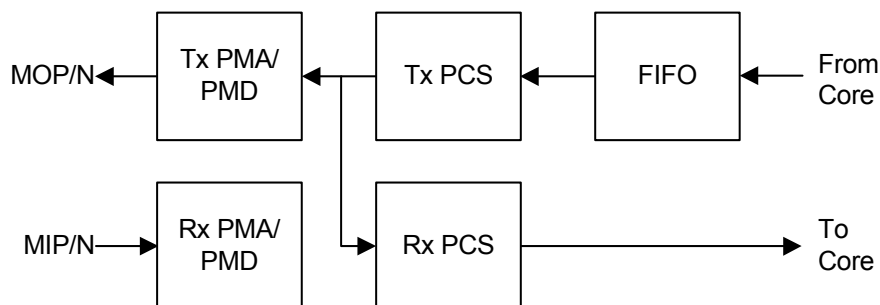 MOP/N
Tx PMA/
PMD
Tx PCS
FIFO
From
Core
MIP/N
Rx PMA/
PMD
Rx PCS
To
Core